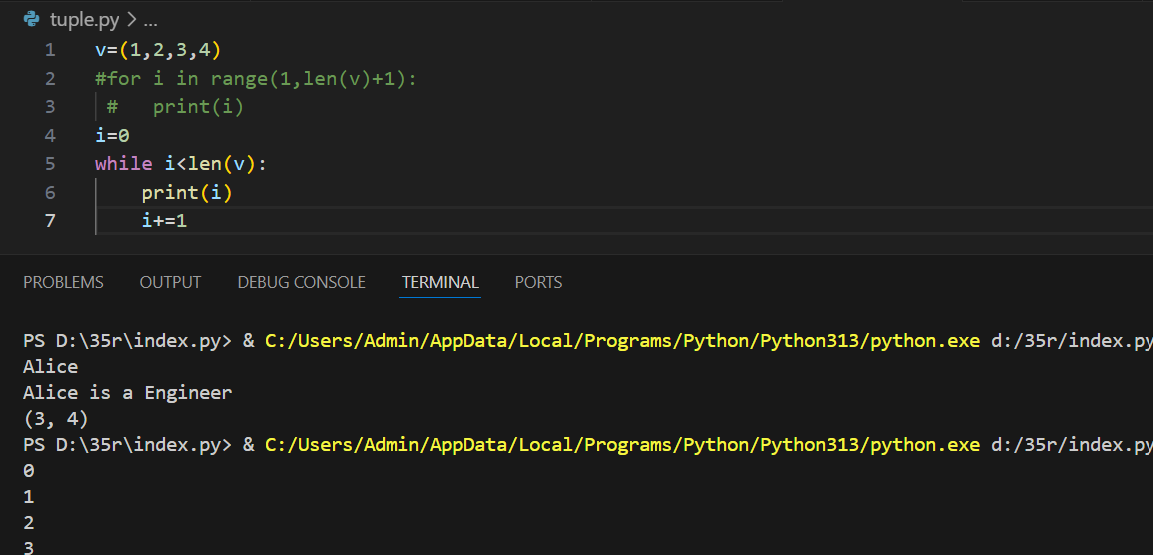 tuple.py > ...
1 v=(1,2,3,4)
2 #for i in range(1,len(v)+1):
3 #   print(i)
4 i=0
5 while i<len(v):
6     print(i)
7     i+=1
PROBLEMS OUTPUT DEBUG CONSOLE TERMINAL PORTS
PS D:\35r\index.py> & C:/Users/Admin/AppData/Local/Programs/Python/Python313/python.exe d:/35r/index.py
Alice
Alice is a Engineer
(3, 4)
PS D:\35r\index.py> & C:/Users/Admin/AppData/Local/Programs/Python/Python313/python.exe d:/35r/index.py
0
1
2
3